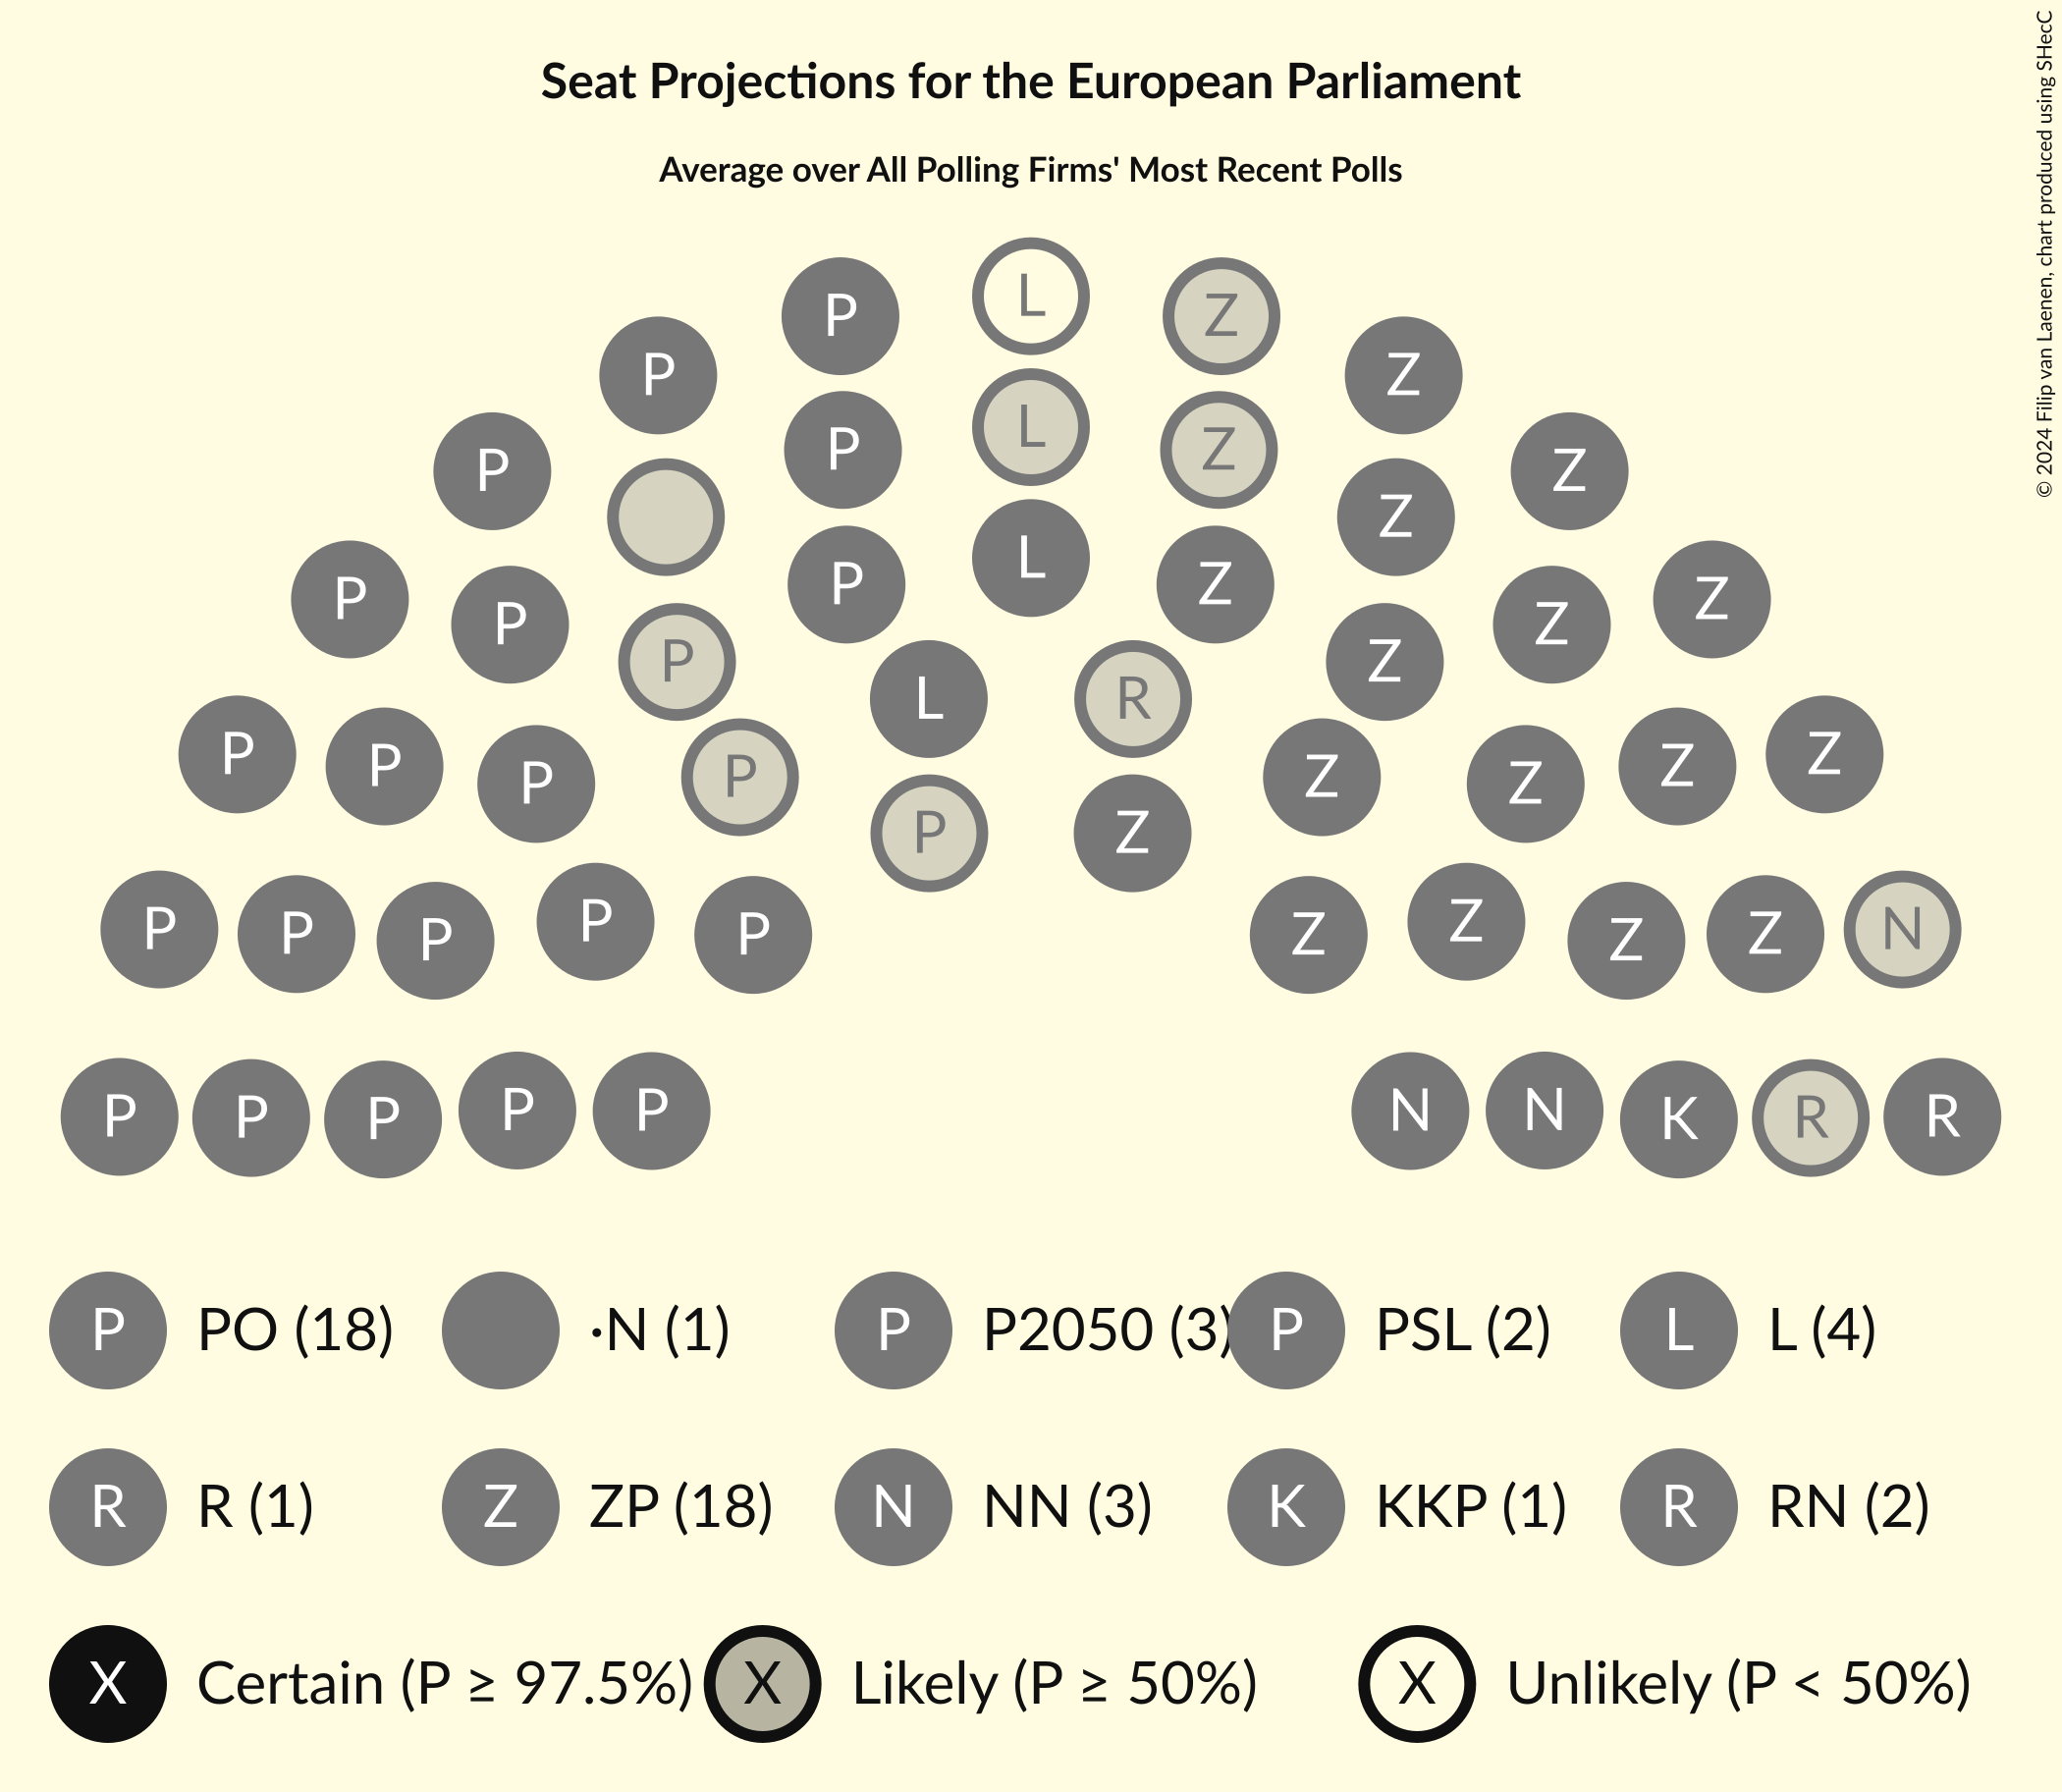 Seat Projections for the European Parliament
Average over All Polling Firms' Most Recent Polls
© 2024 Filip van Laenen, chart produced using SHecC
L
P Z
P Z
L
P Z
P Z
Z
P L Z
P Z
P Z
P Z
P L R Z
P Z
P P Z Z
P P Z Z
P Z
P P Z Z
P P P Z Z N
P P Z Z
P P P N N K R R
P P
P PO (18) ·N (1) P P2050 (3) P PSL (2) L L (4)
R R (1) Z ZP (18) N NN (3) K KKP (1) R RN (2)
X Certain (P ≥ 97.5%) X Likely (P ≥ 50%) X Unlikely (P < 50%)